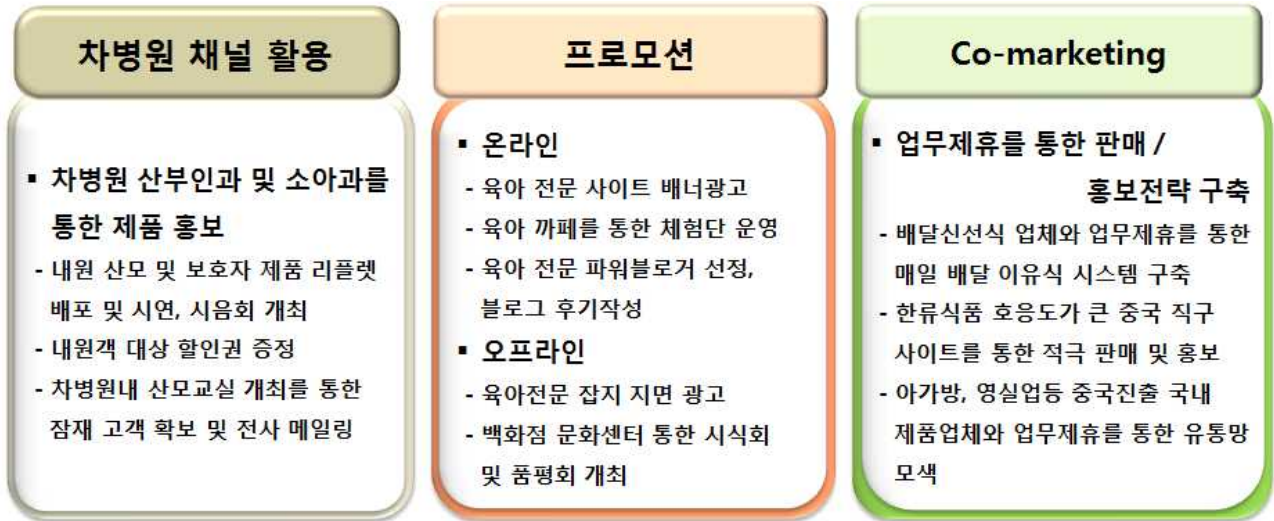 차병원 채널 활용
▪ 차병원 산부인과 및 소아과를
통한 제품 홍보
- 내원 산모 및 보호자 제품 리플렛
배포 및 시연, 시음회 개최
- 내원객 대상 할인권 증정
- 차병원내 산모교실 개최를 통한
잠재 고객 확보 및 전사 메일링
프로모션
▪ 온라인
- 육아 전문 사이트 배너광고
- 육아 까페를 통한 체험단 운영
- 육아 전문 파워블로거 선정,
블로그 후기작성
▪ 오프라인
- 육아전문 잡지 지면 광고
- 백화점 문화센터 통한 시식회
및 품평회 개최
Co-marketing
▪ 업무제휴를 통한 판매 /
홍보전략 구축
- 배달신선식 업체와 업무제휴를 통한
매일 배달 이유식 시스템 구축
- 한류식품 호응도가 큰 중국 직구
사이트를 통한 적극 판매 및 홍보
- 아가방, 영실업등 중국진출 국내
제품업체와 업무제휴를 통한 유통망
모색